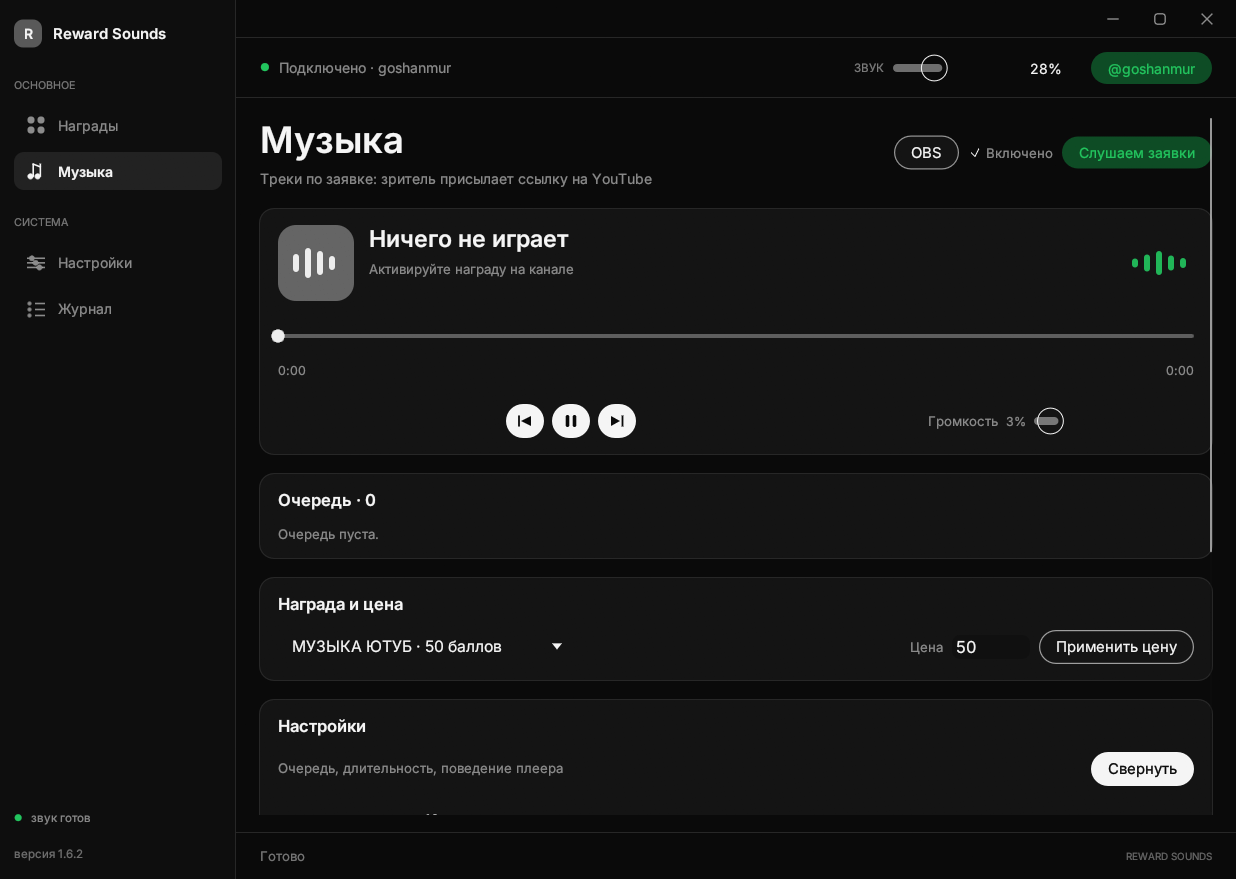 R Reward Sounds
ОСНОВНОЕ
Награды
Музыка
СИСТЕМА
Настройки
Журнал
звук готов
версия 1.6.2
Подключено · goshanmur
ЗВУК
28%
@goshanmur
Музыка
Треки по заявке: зритель присылает ссылку на YouTube
OBS
Включено
Слушаем заявки
Ничего не играет
Активируйте награду на канале
0:00
0:00
Громкость 3%
Очередь · 0
Очередь пуста.
Награда и цена
МУЗЫКА ЮТУБ · 50 баллов
Цена 50
Применить цену
Настройки
Очередь, длительность, поведение плеера
Свернуть
Готово
REWARD SOUNDS